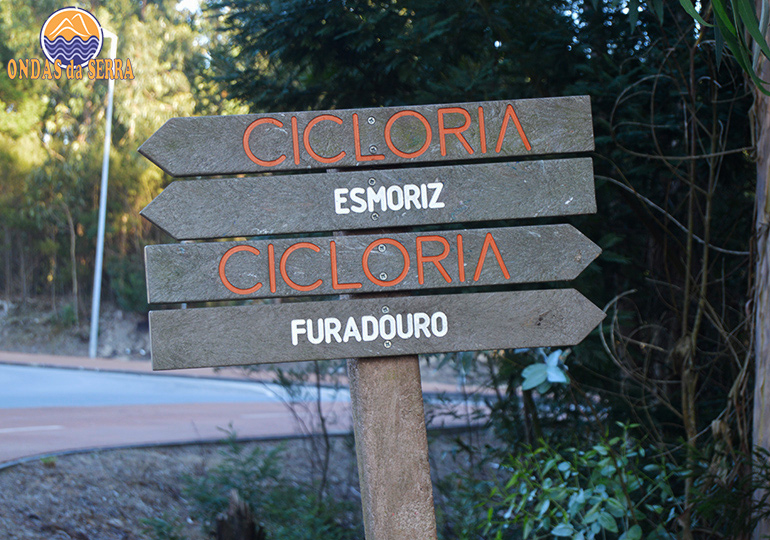 ONDAS da SERRA
CICLORIA
ESMORIZ
CICLORIA
FURADOURO